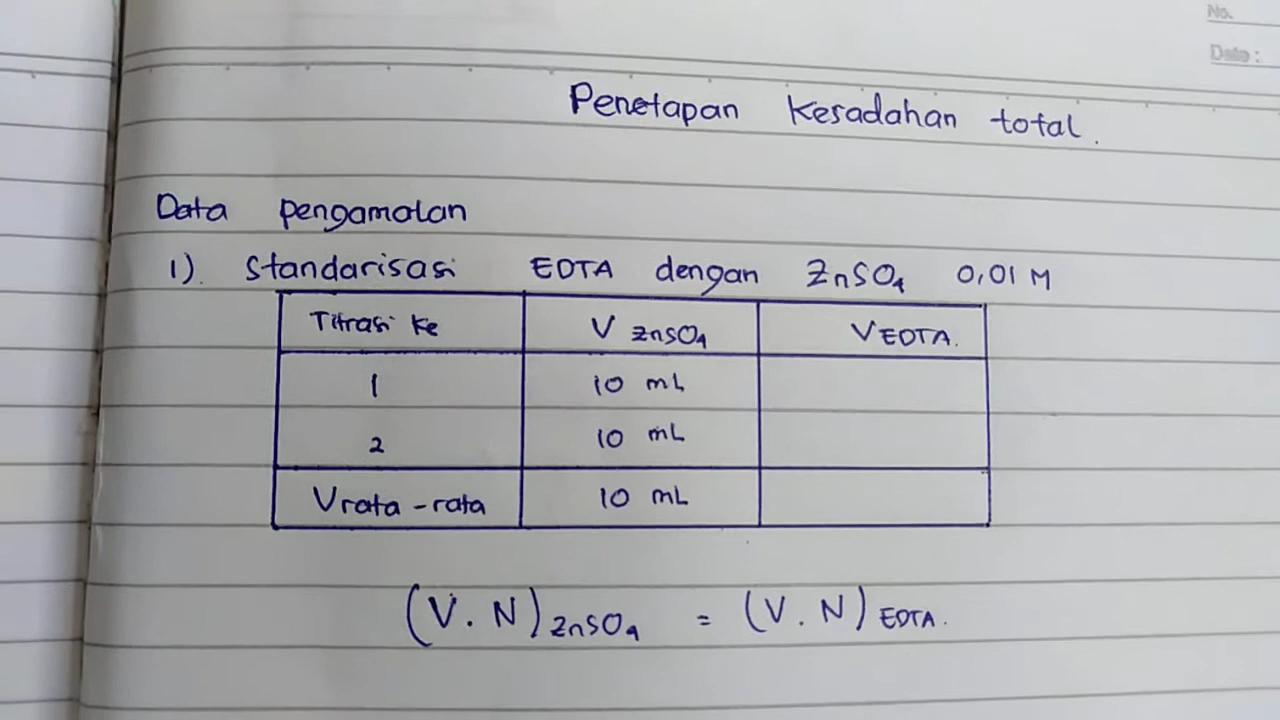 No.
Date :
Penetapan Kesadahan total.
Data pengamatan
1). Standarisasi EDTA dengan ZnSO4 0,01 M
Titrasi Ke V ZnSO4 V EDTA.
1 10 mL
2 10 mL
V rata-rata 10 mL
(V. N) ZnSO4 = (V. N) EDTA.